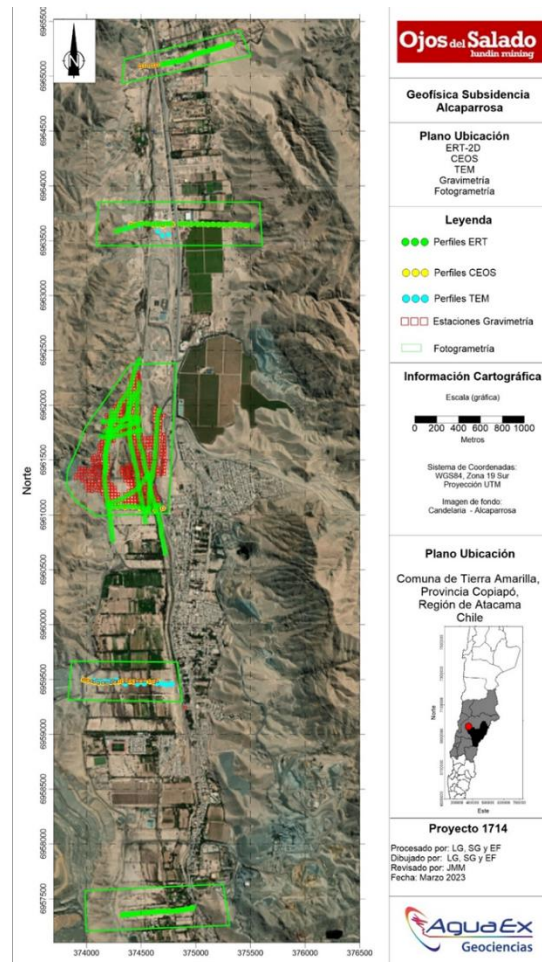 Ojos del Salado
lundin mining
Geofísica Subsidencia
Alcaparrosa
Plano Ubicación
ERT-2D
CEOS
TEM
Gravimetría
Fotogrametría
Leyenda
Perfiles ERT
Perfiles CEOS
Perfiles TEM
Estaciones Gravimetría
Fotogrametría
Información Cartográfica
Escala (gráfica)
0 200 400 600 800 1000
Metros
Sistema de Coordenadas:
WGS84, Zona 19 Sur
Proyección UTM
Imagen de fondo:
Candelaria - Alcaparrosa
Plano Ubicación
Comuna de Tierra Amarilla,
Provincia Copiapó,
Región de Atacama
Chile
Norte
Este
Proyecto 1714
Procesado por: LG, SG y EF
Dibujado por: LG, SG y EF
Revisado por: JMM
Fecha: Marzo 2023
AguaEx
Geociencias
N
Norte
6965500
6965000
6964500
6964000
6963500
6963000
6962500
6962000
6961500
6961000
6960500
6960000
6959500
6959000
6958500
6958000
6957500
374000 374500 375000 375500 376000 376500